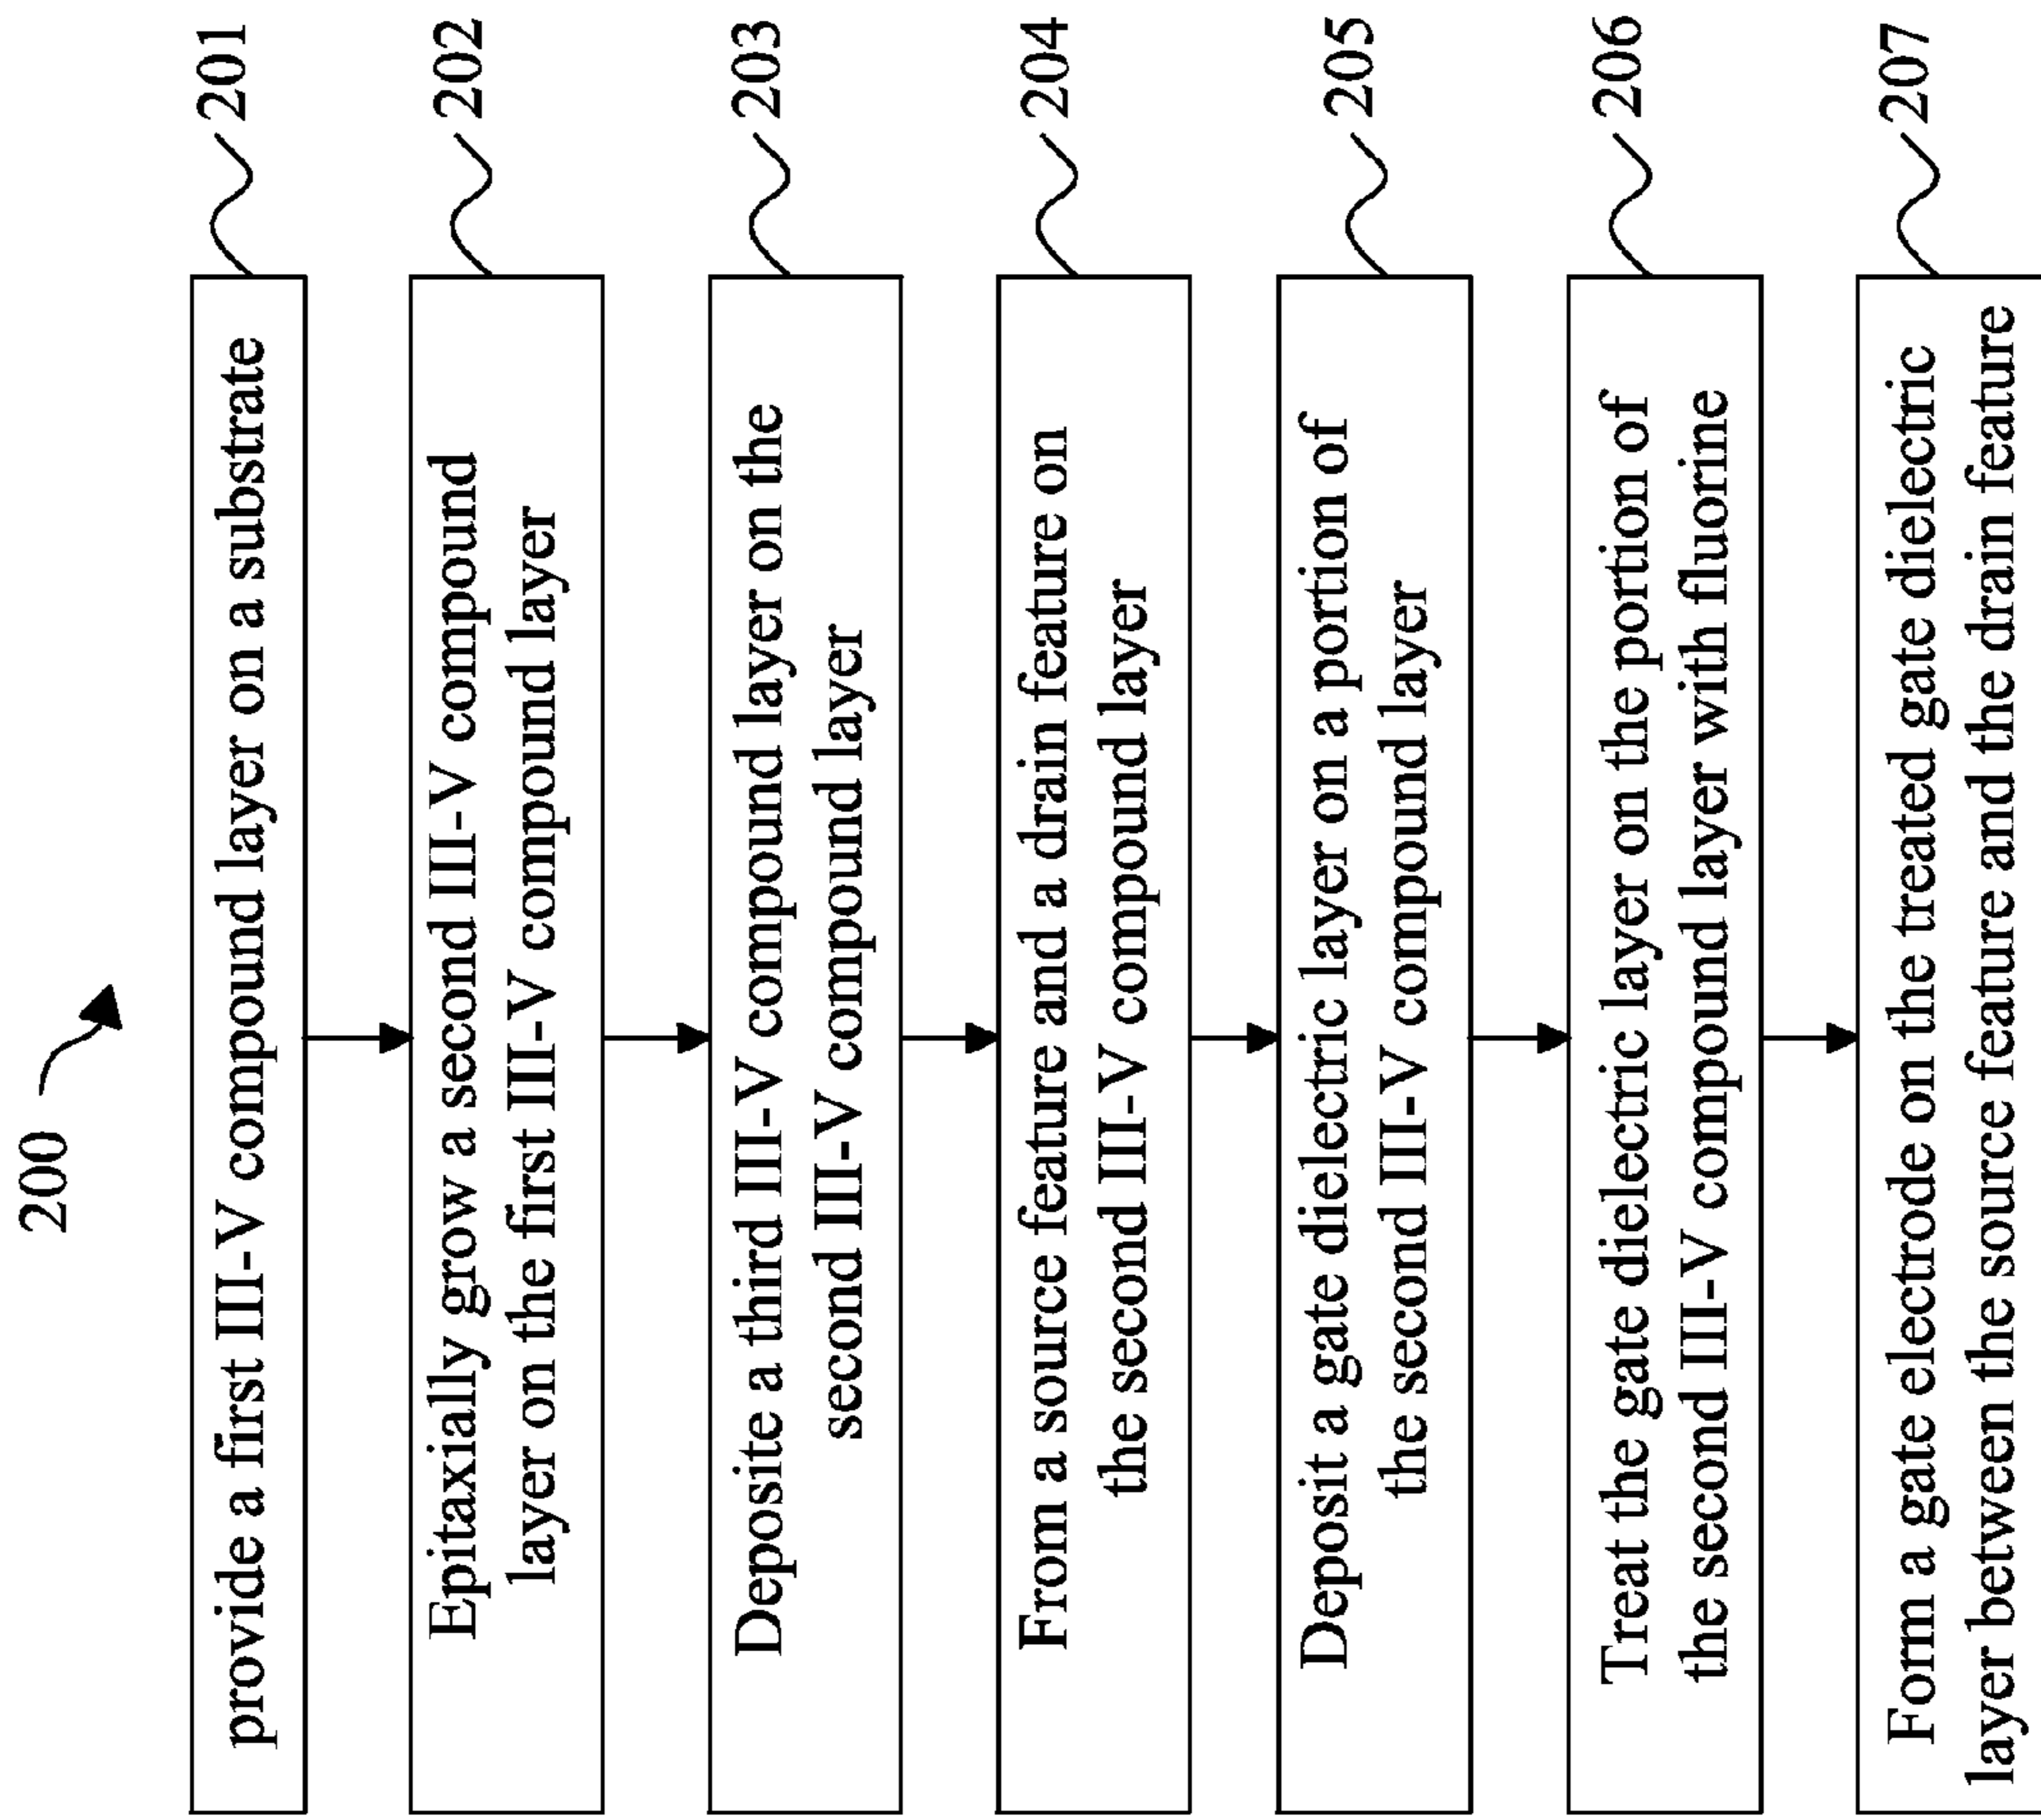 200
provide a first III-V compound layer on a substrate
201
Epitaxially grow a second III-V compound
layer on the first III-V compound layer
202
Deposite a third III-V compound layer on the
second III-V compound layer
203
From a source feature and a drain feature on
the second III-V compound layer
204
Deposit a gate dielectric layer on a portion of
the second III-V compound layer
205
Treat the gate dielectric layer on the portion of
the second III-V compound layer with fluorine
206
Form a gate electrode on the treated gate dielectric
layer between the source feature and the drain feature
207